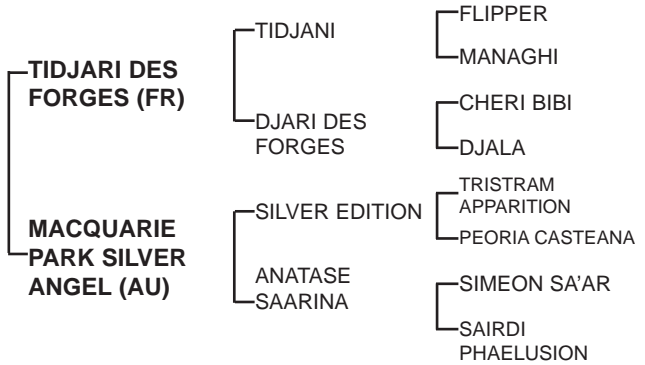 TIDJARI DES
FORGES (FR)
MACQUARIE
PARK SILVER
ANGEL (AU)
TIDJANI
DJARI DES
FORGES
SILVER EDITION
ANATASE
SAARINA
FLIPPER
MANAGHI
CHERI BIBI
DJALA
TRISTRAM
APPARITION
PEORIA CASTEANA
SIMEON SA'AR
SAIRDI
PHAELUSION